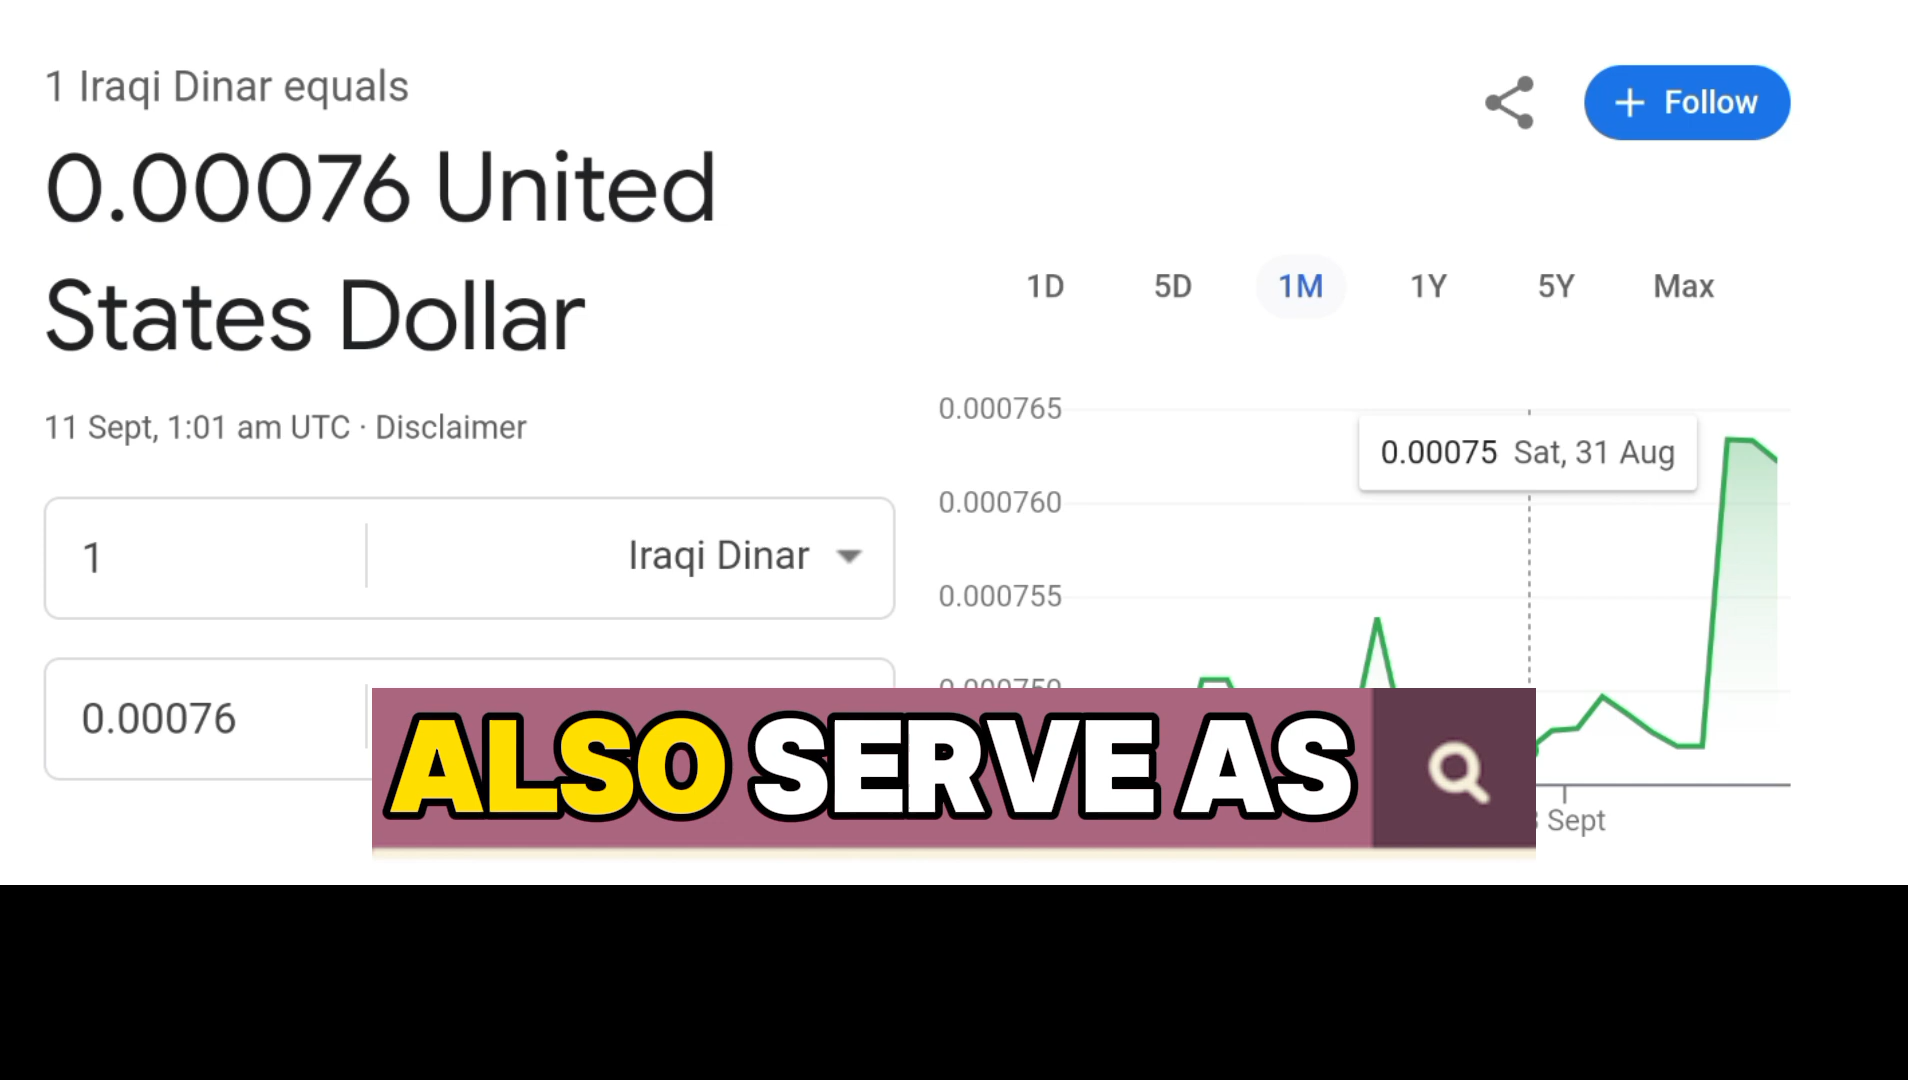 1 Iraqi Dinar equals
0.00076 United
States Dollar
11 Sept, 1:01 am UTC · Disclaimer
1
Iraqi Dinar
0.00076
+ Follow
1D 5D 1M 1Y 5Y Max
0.000765
0.00075 Sat, 31 Aug
0.000760
0.000755
0.000750
Sept
ALSO SERVE AS